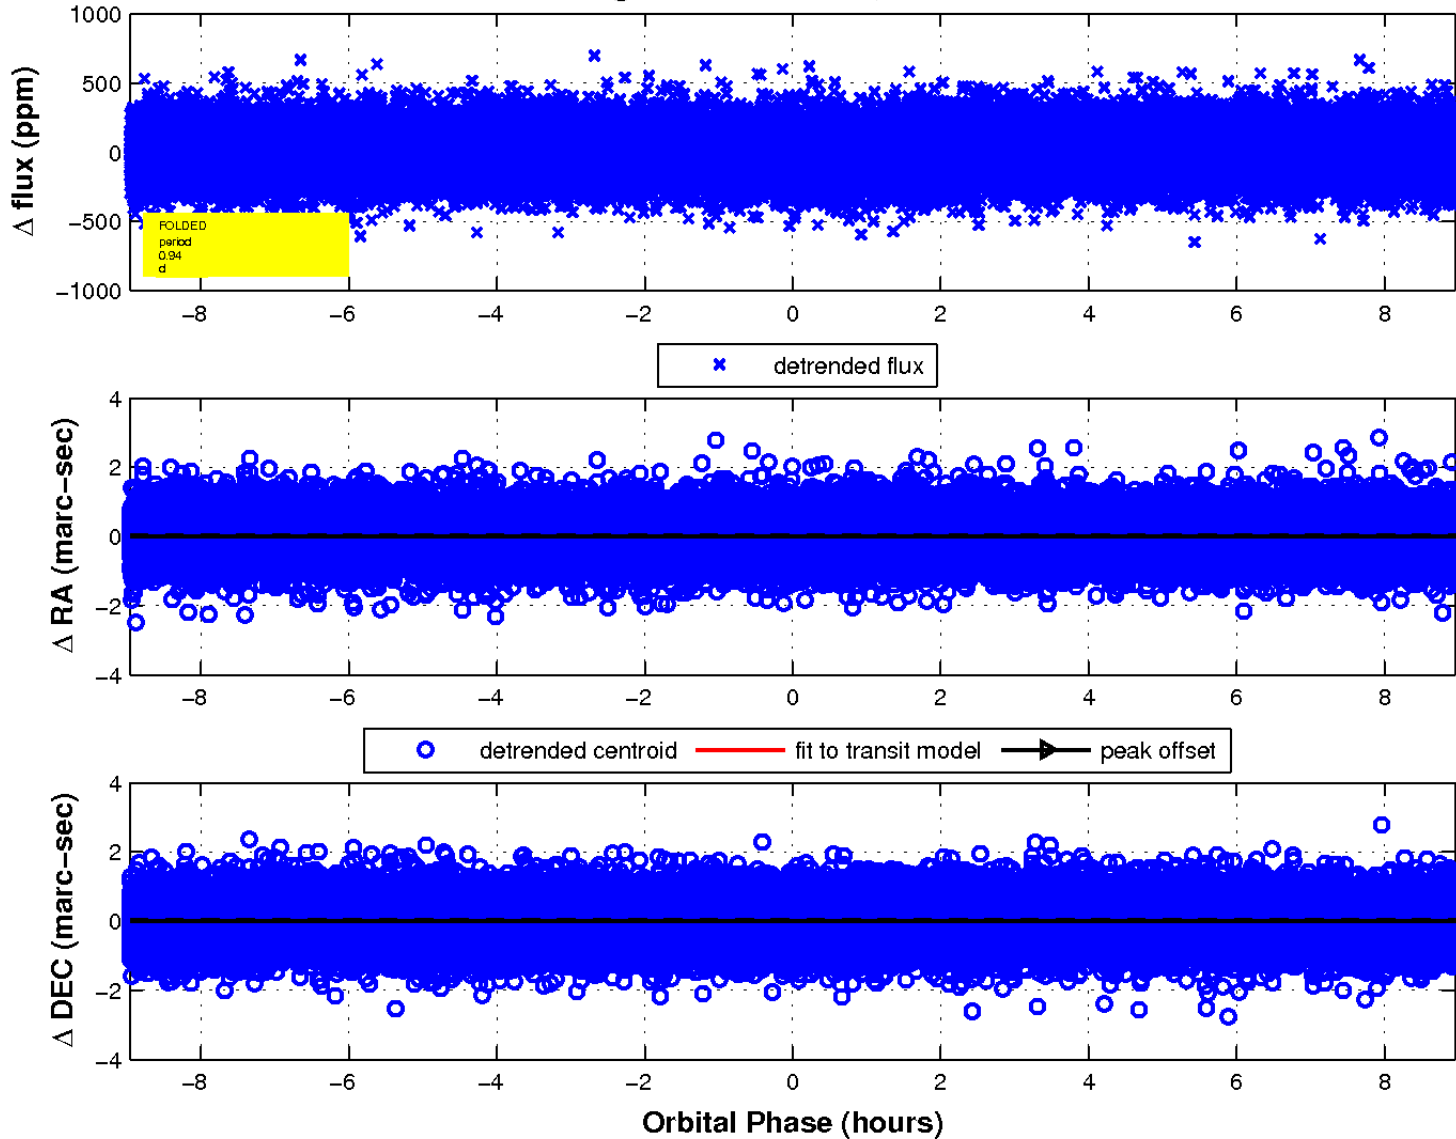 1000
500
0
−500
−1000
Δ flux (ppm)
FOLDED
period
0.94
d
−8 −6 −4 −2 0 2 4 6 8
detrended flux
4
2
0
−2
−4
Δ RA (marc−sec)
−8 −6 −4 −2 0 2 4 6 8
detrended centroid fit to transit model peak offset
4
2
0
−2
−4
Δ DEC (marc−sec)
−8 −6 −4 −2 0 2 4 6 8
Orbital Phase (hours)